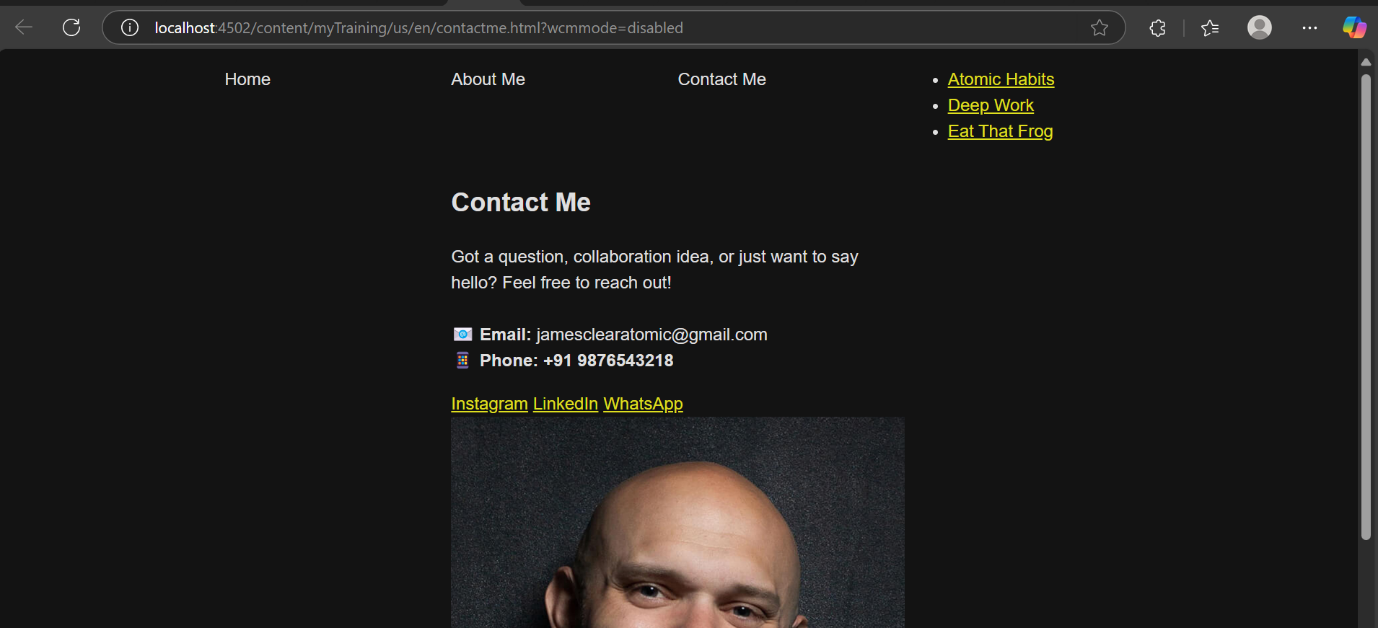 localhost:4502/content/myTraining/us/en/contactme.html?wcmmode=disabled
Home About Me Contact Me
Atomic Habits
Deep Work
Eat That Frog
Contact Me
Got a question, collaboration idea, or just want to say
hello? Feel free to reach out!
Email: jamesclearatomic@gmail.com
Phone: +91 9876543218
Instagram LinkedIn WhatsApp